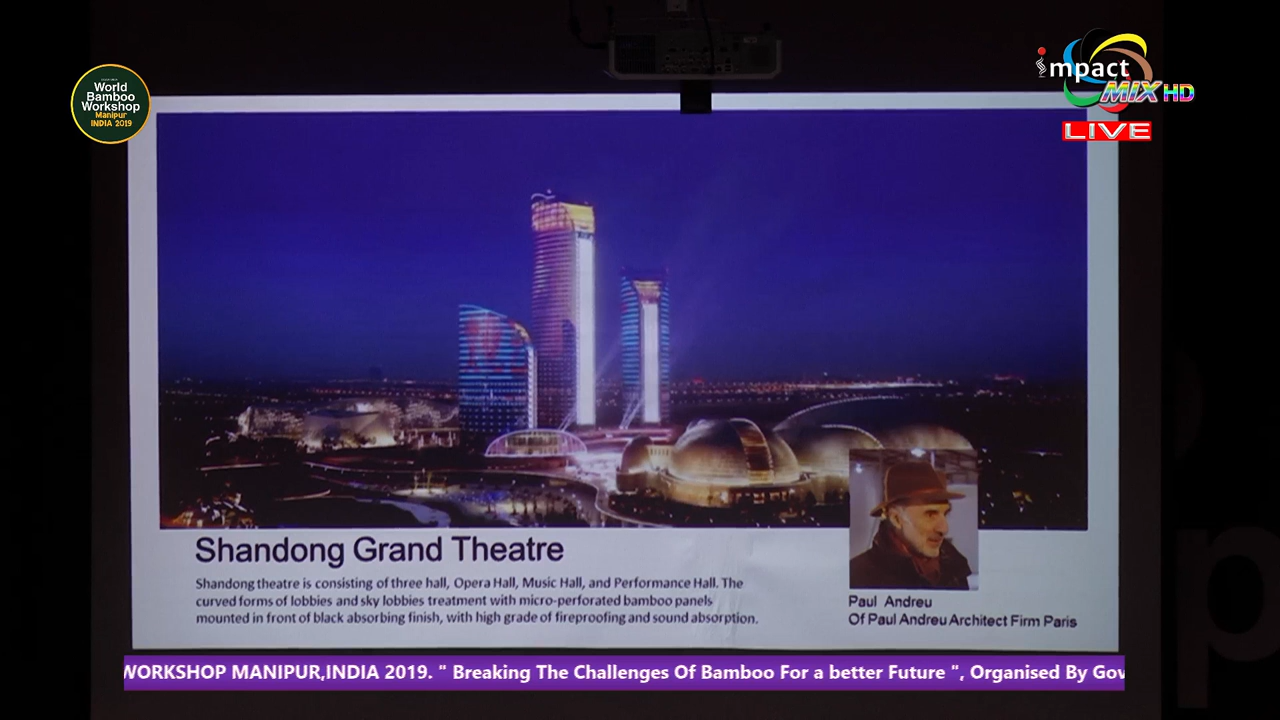 World
Bamboo
Workshop
Manipur
INDIA 2019
impact
MIX HD
LIVE
Shandong Grand Theatre
Shandong theatre is consisting of three hall, Opera Hall, Music Hall, and Performance Hall. The
curved forms of lobbies and sky lobbies treatment with micro-perforated bamboo panels
mounted in front of black absorbing finish, with high grade of fireproofing and sound absorption.
Paul Andreu
Of Paul Andreu Architect Firm Paris
WORKSHOP MANIPUR,INDIA 2019. " Breaking The Challenges Of Bamboo For a better Future ", Organised By Gov